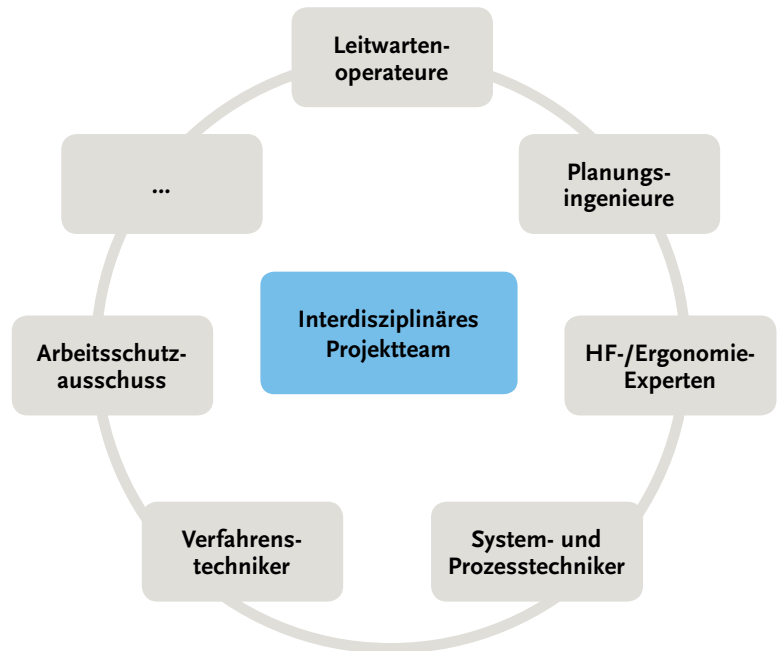 Leitwarten-
operateure
...
Planungs-
ingenieure
Interdisziplinäres
Projektteam
Arbeitsschutz-
ausschuss
HF-/Ergonomie-
Experten
Verfahrens-
techniker
System- und
Prozesstechniker